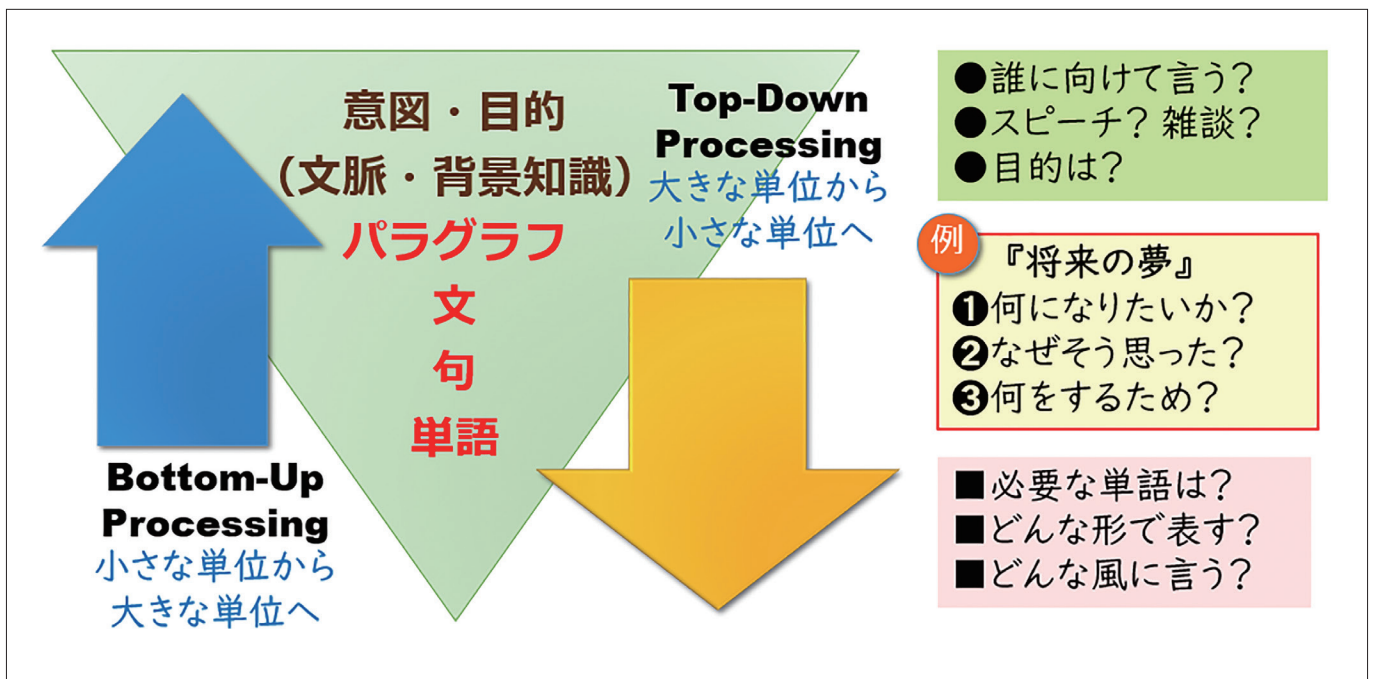 意図・目的
(文脈・背景知識)
パラグラフ
文
句
単語
Bottom-Up
Processing
小さな単位から
大きな単位へ
Top-Down
Processing
大きな単位から
小さな単位へ
●誰に向けて言う?
●スピーチ? 雑談?
●目的は?
例
『将来の夢』
❶何になりたいか?
❷なぜそう思った?
❸何をするため?
■必要な単語は?
■どんな形で表す?
■どんな風に言う?